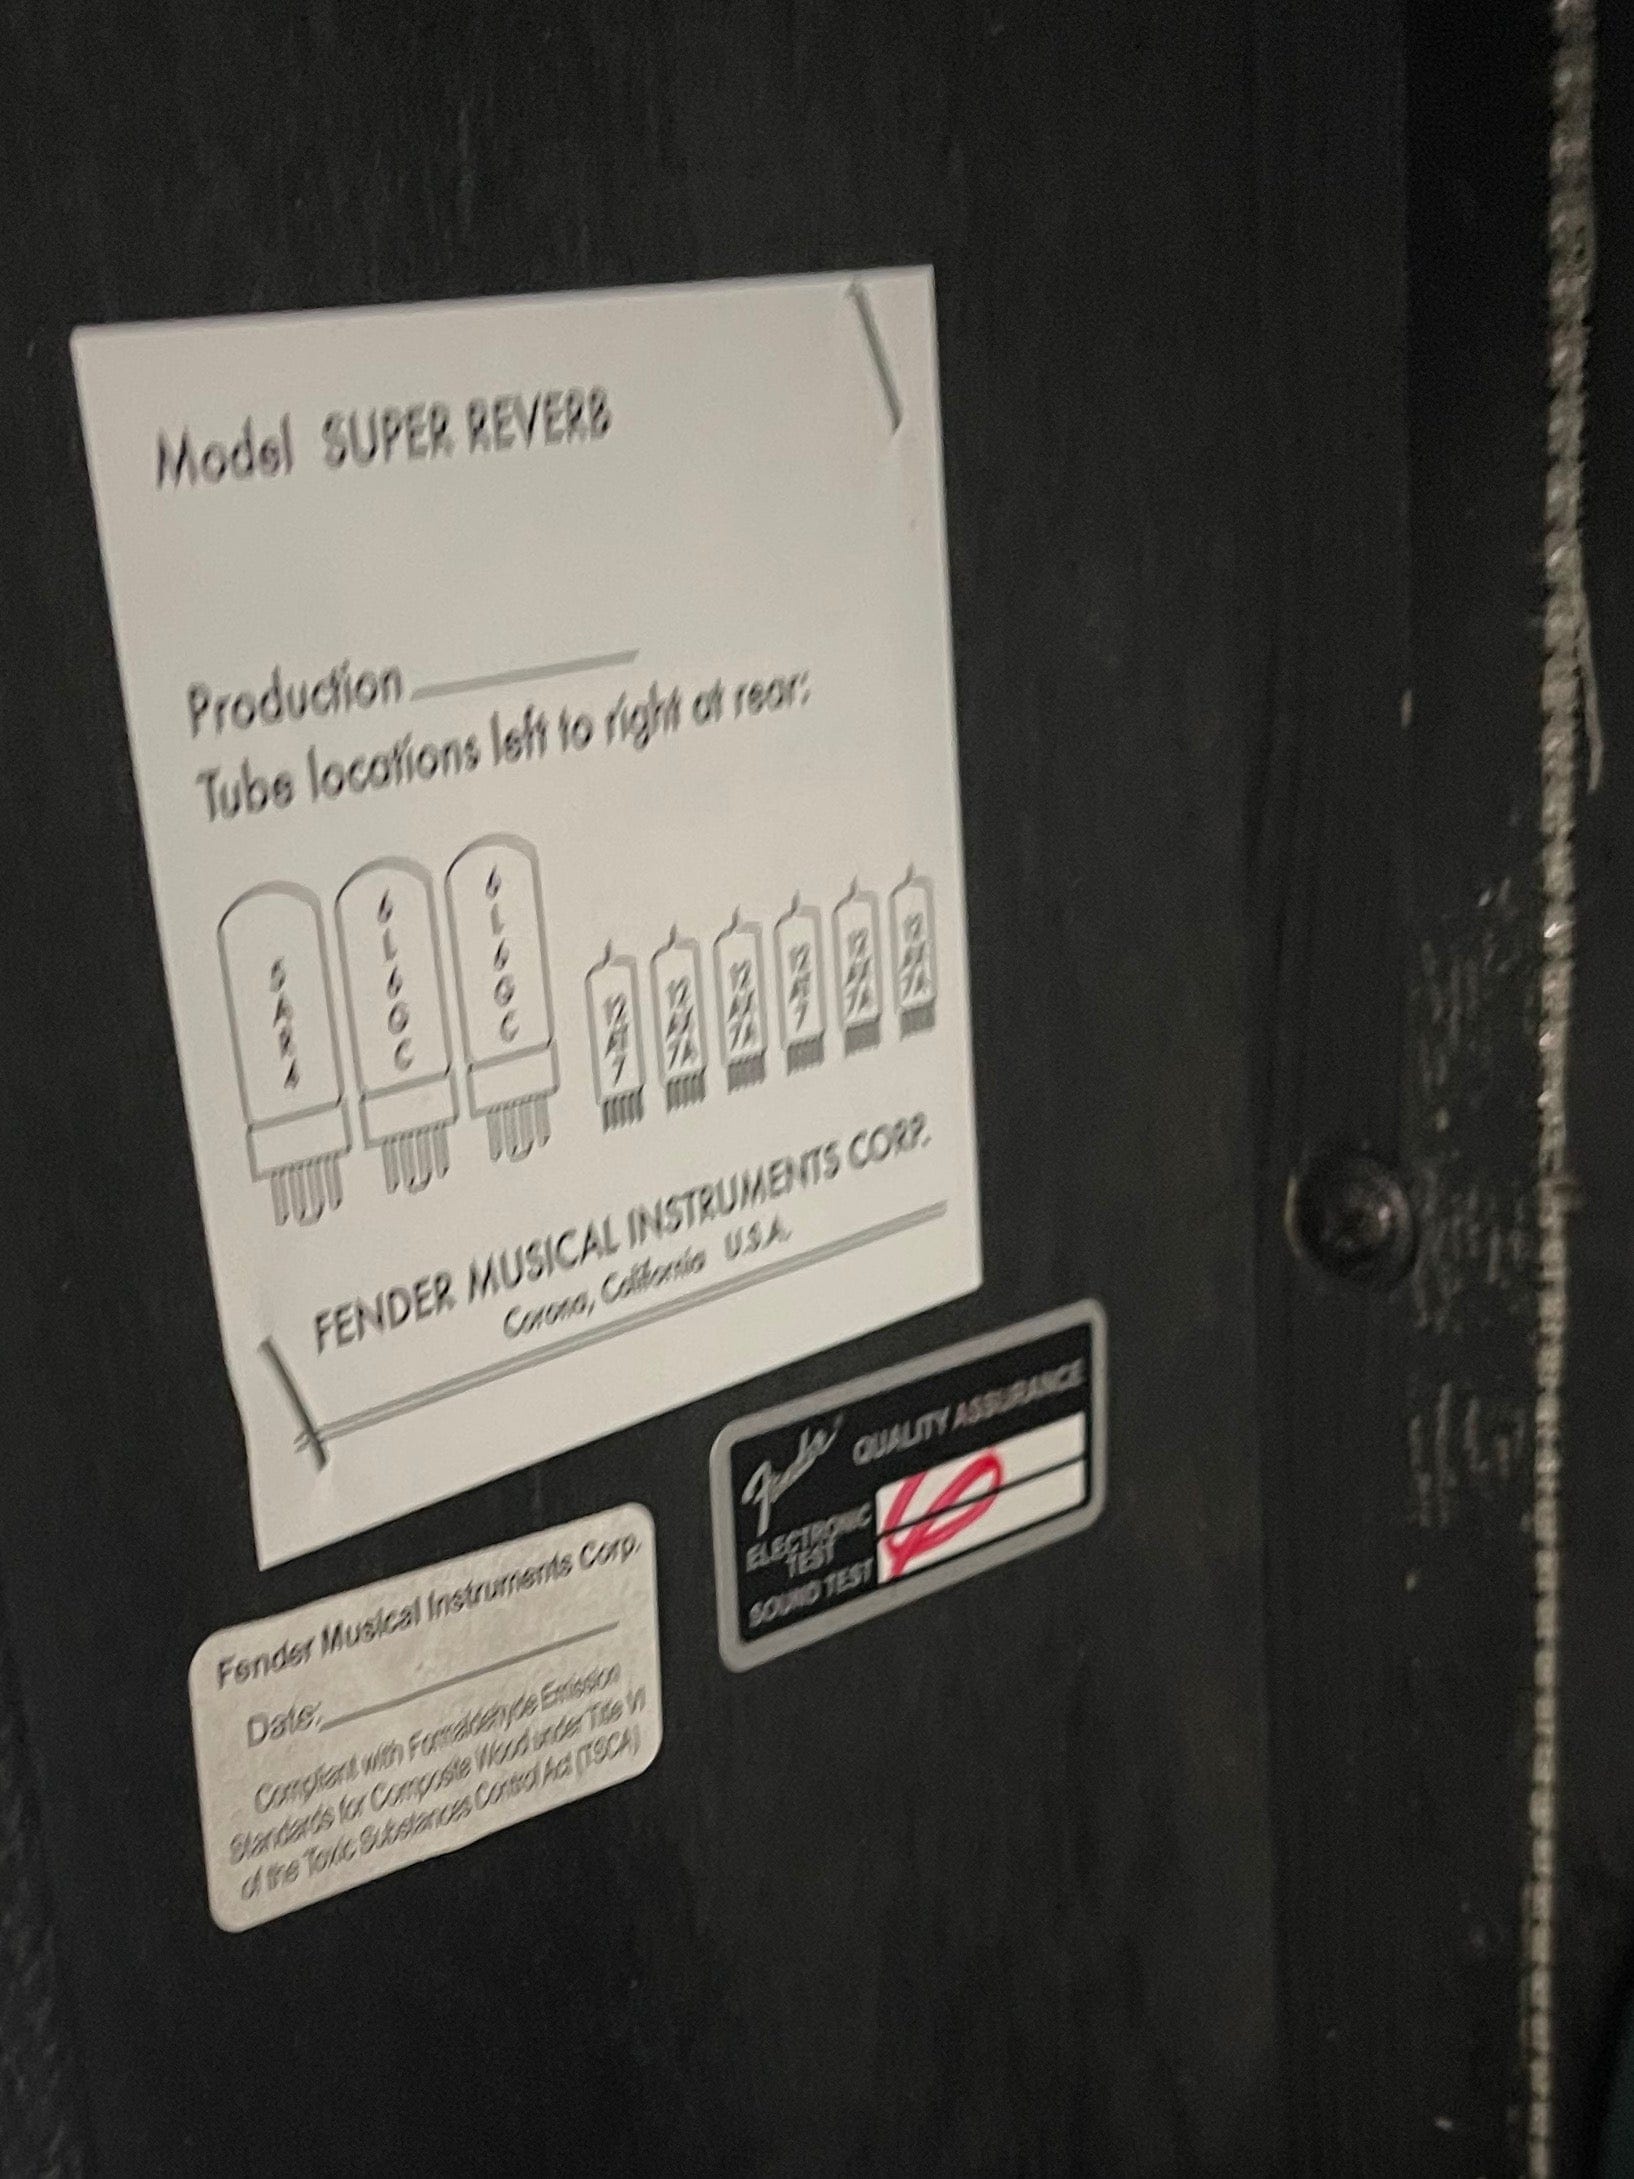 Model SUPER REVERB
Production
Tube locations left to right at rear:
5AR4
6L6GC
6L6GC
12AT7
12AX7A
12AX7A
12AT7
12AX7A
12AX7A
FENDER MUSICAL INSTRUMENTS CORP.
Corona, California U.S.A.
Fender QUALITY ASSURANCE
ELECTRONIC
TEST
SOUND TEST
Fender Musical Instruments Corp.
Date:
Compliant with Formaldehyde Emission
Standards for Composite Wood under Title VI
of the Toxic Substances Control Act (TSCA)